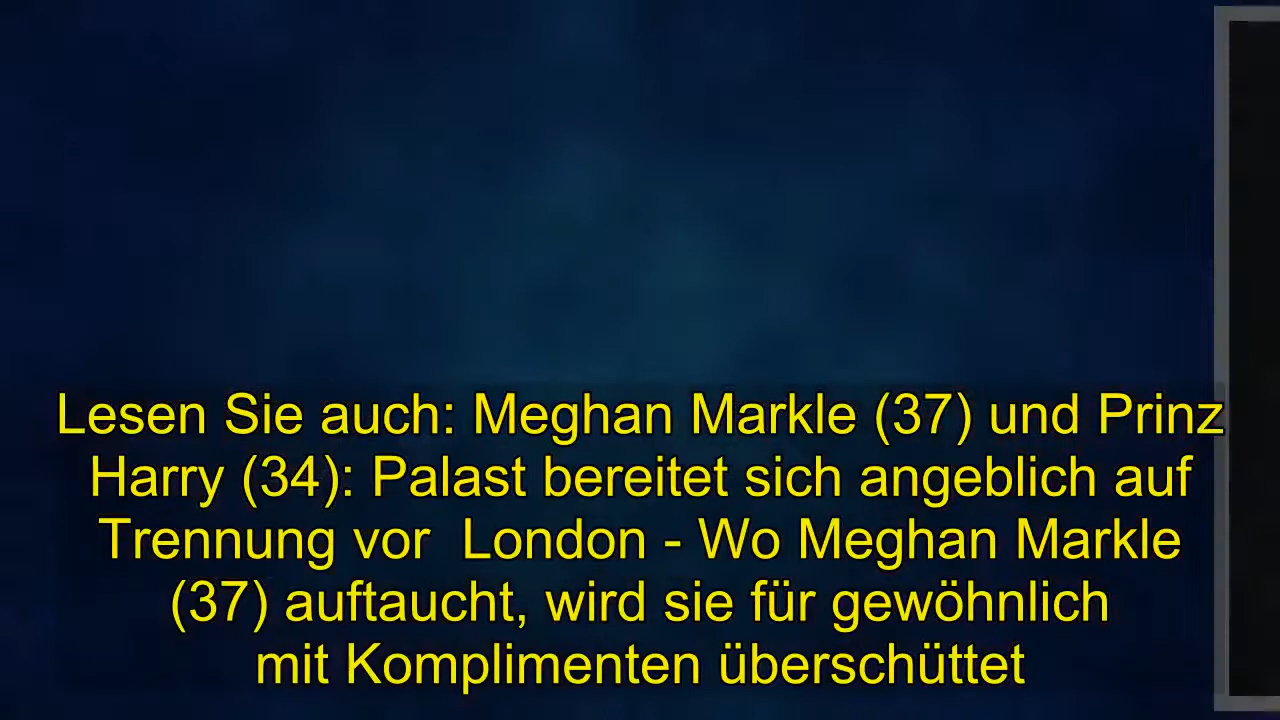 Lesen Sie auch: Meghan Markle (37) und Prinz
Harry (34): Palast bereitet sich angeblich auf
Trennung vor  London - Wo Meghan Markle
(37) auftaucht, wird sie für gewöhnlich
mit Komplimenten überschüttet